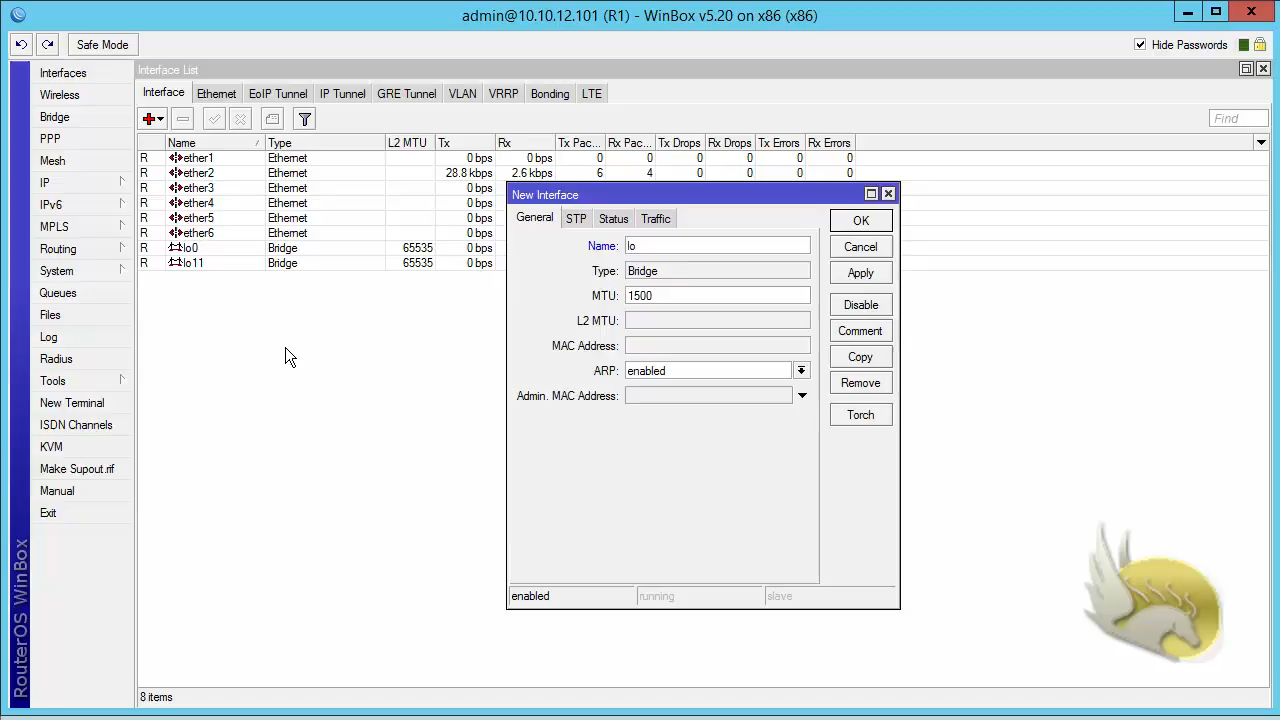 admin@10.10.12.101 (R1) - WinBox v5.20 on x86 (x86)
Safe Mode
Hide Passwords
Interfaces
Wireless
Bridge
PPP
Mesh
IP
IPv6
MPLS
Routing
System
Queues
Files
Log
Radius
Tools
New Terminal
ISDN Channels
KVM
Make Supout.rif
Manual
Exit
RouterOS WinBox
Interface List
Interface Ethernet EoIP Tunnel IP Tunnel GRE Tunnel VLAN VRRP Bonding LTE
Find
Name / Type L2 MTU Tx Rx Tx Pac... Rx Pac... Tx Drops Rx Drops Tx Errors Rx Errors
R ether1 Ethernet 0 bps 0 bps 0 0 0 0 0 0
R ether2 Ethernet 28.8 kbps 2.6 kbps 6 4 0 0 0 0
R ether3 Ethernet 0 bps
R ether4 Ethernet 0 bps
R ether5 Ethernet 0 bps
R ether6 Ethernet 0 bps
R lo0 Bridge 65535 0 bps
R lo11 Bridge 65535 0 bps
8 items
New Interface
General STP Status Traffic
Name: lo
Type: Bridge
MTU: 1500
L2 MTU:
MAC Address:
ARP: enabled
Admin. MAC Address:
OK
Cancel
Apply
Disable
Comment
Copy
Remove
Torch
enabled running slave